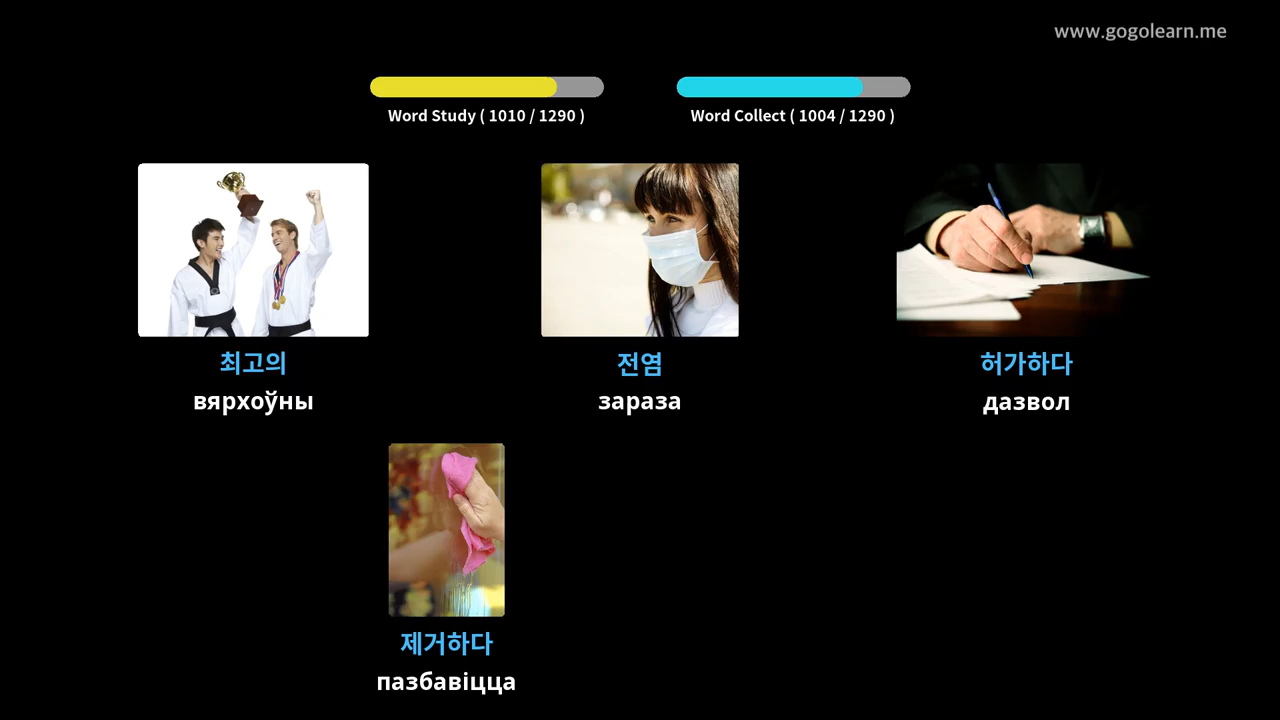 www.gogolearn.me
Word Study ( 1010 / 1290 )
Word Collect ( 1004 / 1290 )
최고의
вярхоўны
전염
зараза
허가하다
дазвол
제거하다
пазбавіцца